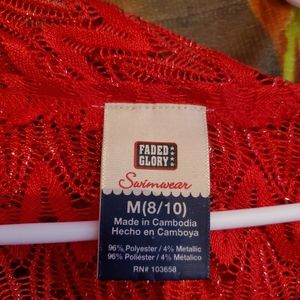 FADED
GLORY
Swimwear
M(8/10)
Made in Cambodia
Hecho en Camboya
96% Polyester / 4% Metallic
96% Poliéster / 4% Metálico
RN# 103658